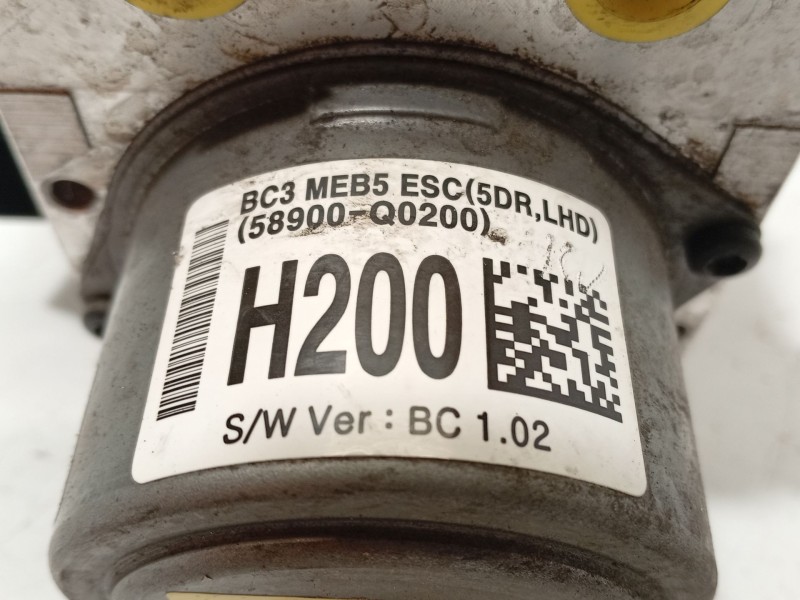 BC3 MEB5 ESC(5DR,LHD)
(58900-Q0200)
H200
S/W Ver : BC 1.02